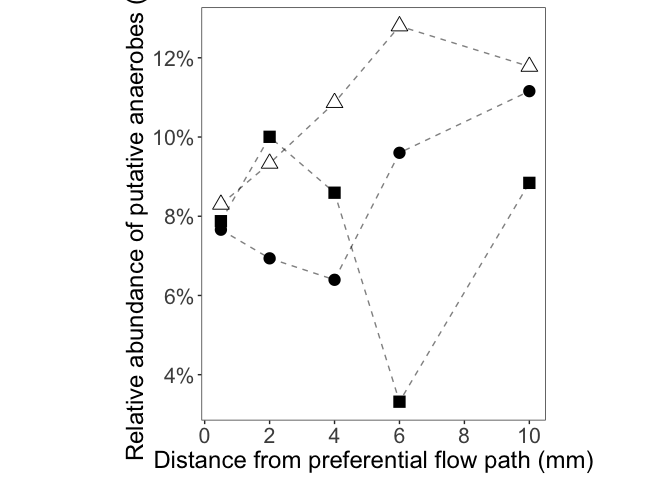 Relative abundance of putative anaerobes (
12%
10%
8%
6%
4%
0 2 4 6 8 10
Distance from preferential flow path (mm)